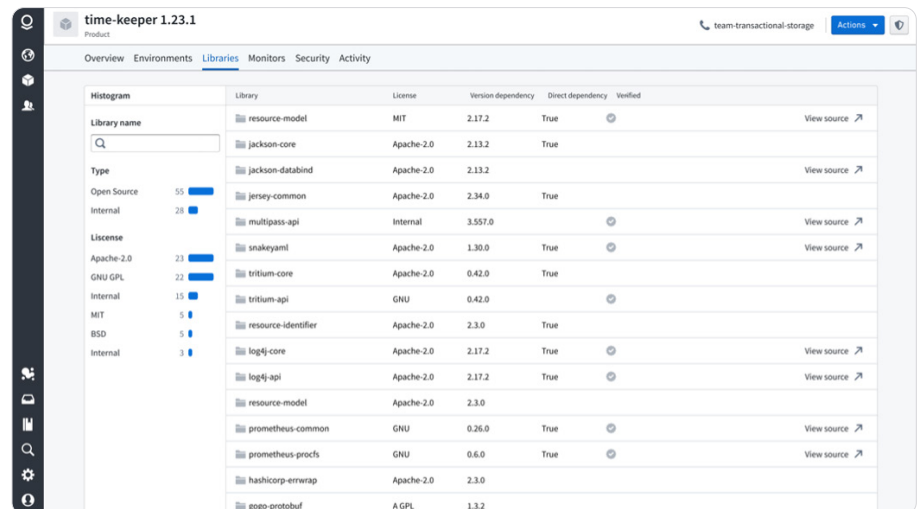 time-keeper 1.23.1
Product
team-transactional-storage
Actions
Overview Environments Libraries Monitors Security Activity
Histogram
Library name
Type
Open Source 55
Internal 28
Liscense
Apache-2.0 23
GNU GPL 22
Internal 15
MIT 5
BSD 5
Internal 3
Library License Version dependency Direct dependency Verified
resource-model MIT 2.17.2 True View source
jackson-core Apache-2.0 2.13.2 True
jackson-databind Apache-2.0 2.13.2 View source
jersey-common Apache-2.0 2.34.0 True
multipass-api Internal 3.557.0 View source
snakeyaml Apache-2.0 1.30.0 True View source
tritium-core Apache-2.0 0.42.0 True
tritium-api GNU 0.42.0
resource-identifier Apache-2.0 2.3.0 True
log4j-core Apache-2.0 2.17.2 True View source
log4j-api Apache-2.0 2.17.2 True View source
resource-model Apache-2.0 2.3.0
prometheus-common GNU 0.26.0 True View source
prometheus-procfs GNU 0.6.0 True View source
hashicorp-errwrap Apache-2.0 2.3.0
gogo-protobuf A GPL 1.3.2